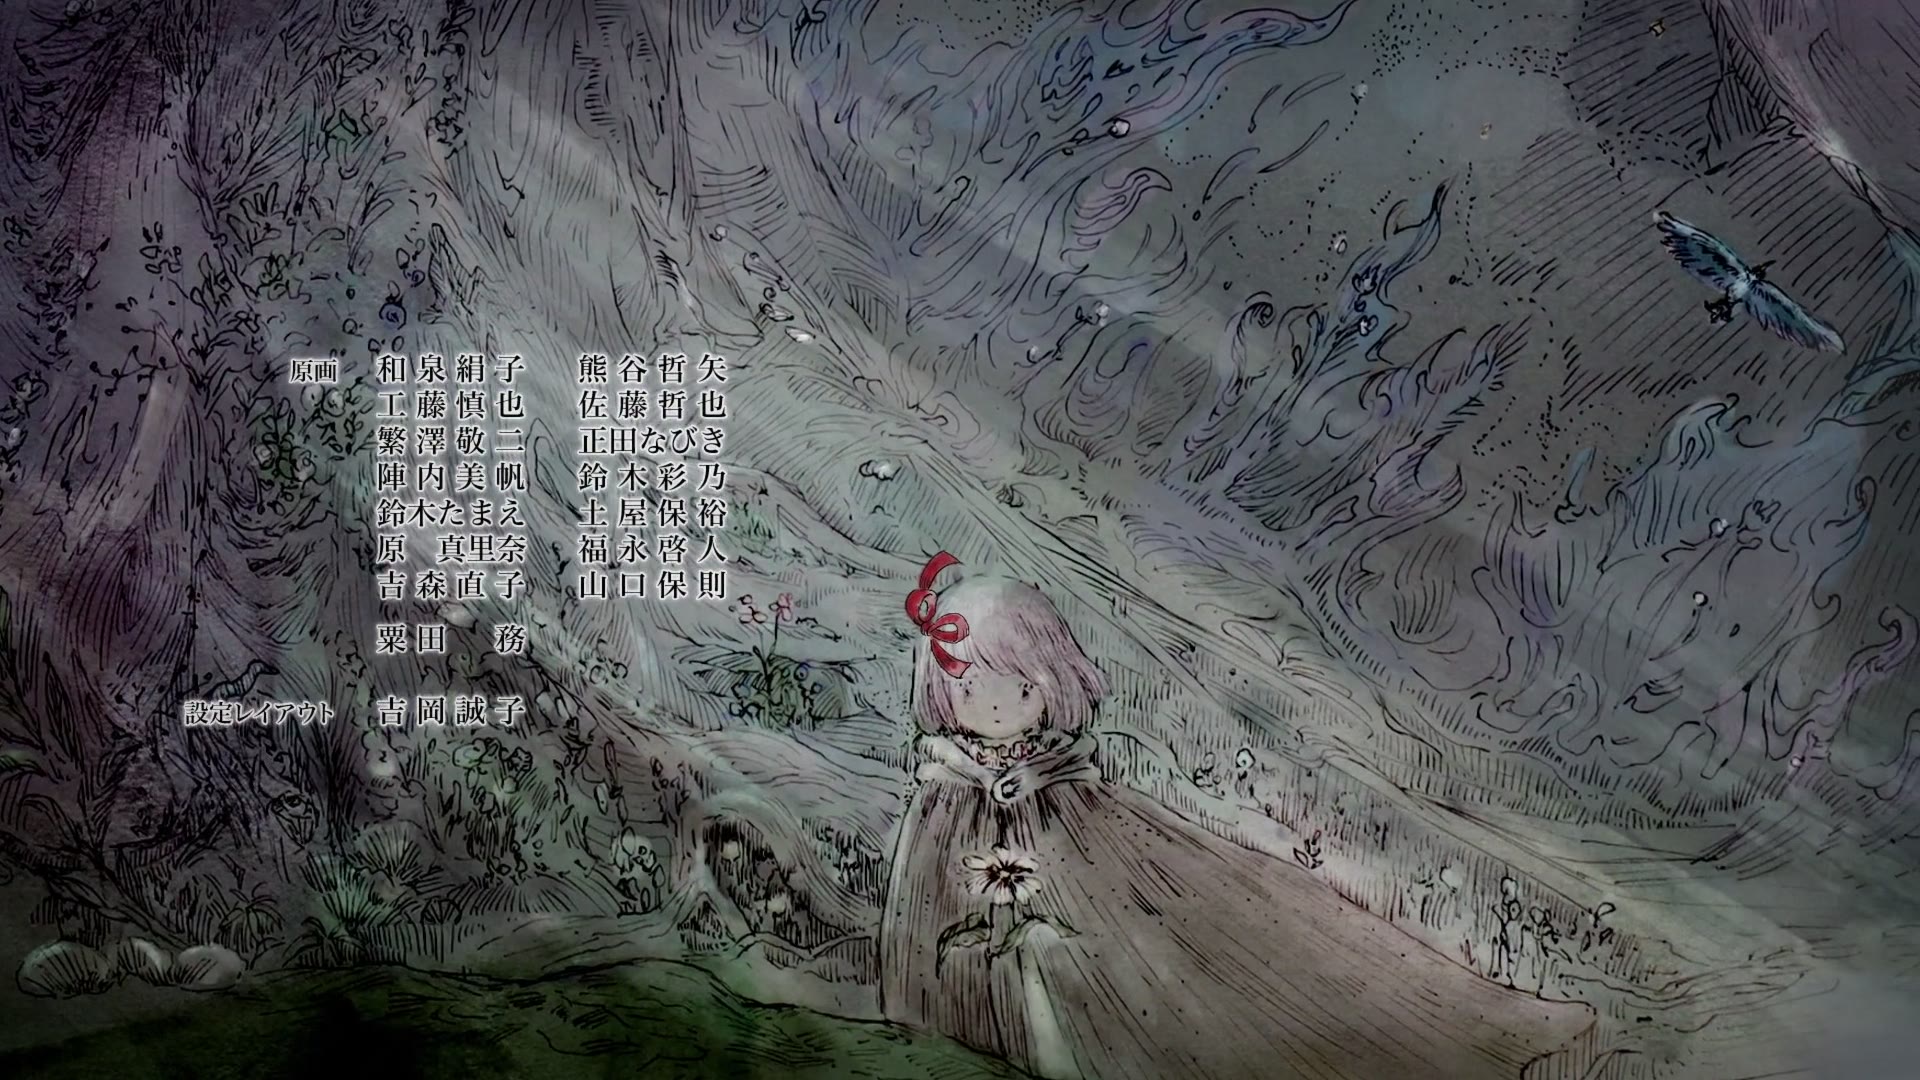 原画 和泉絹子 熊谷哲矢
工藤慎也 佐藤哲也
繁澤敬二 正田なびき
陣内美帆 鈴木彩乃
鈴木たまえ 土屋保裕
原 真里奈 福永啓人
吉森直子 山口保則
粟田 務
設定レイアウト 吉岡誠子